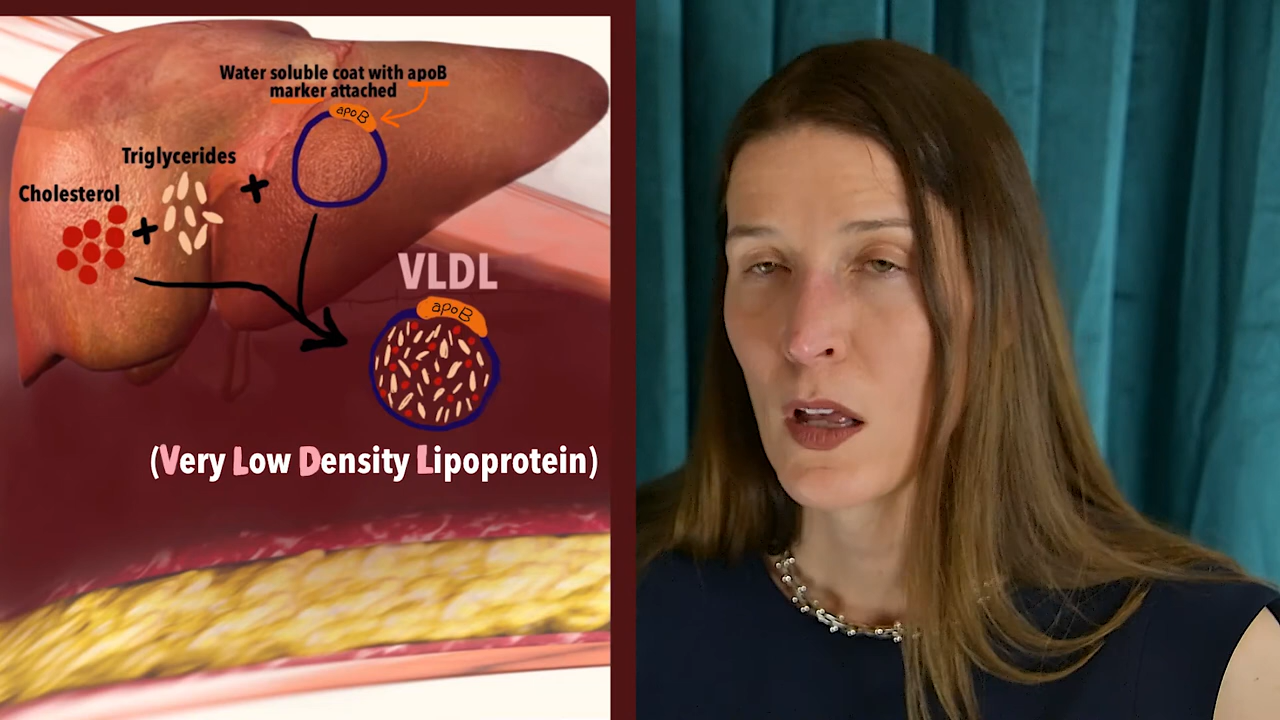 Water soluble coat with apoB
marker attached
apoB
Triglycerides
Cholesterol
+
+
VLDL
apoB
(Very Low Density Lipoprotein)